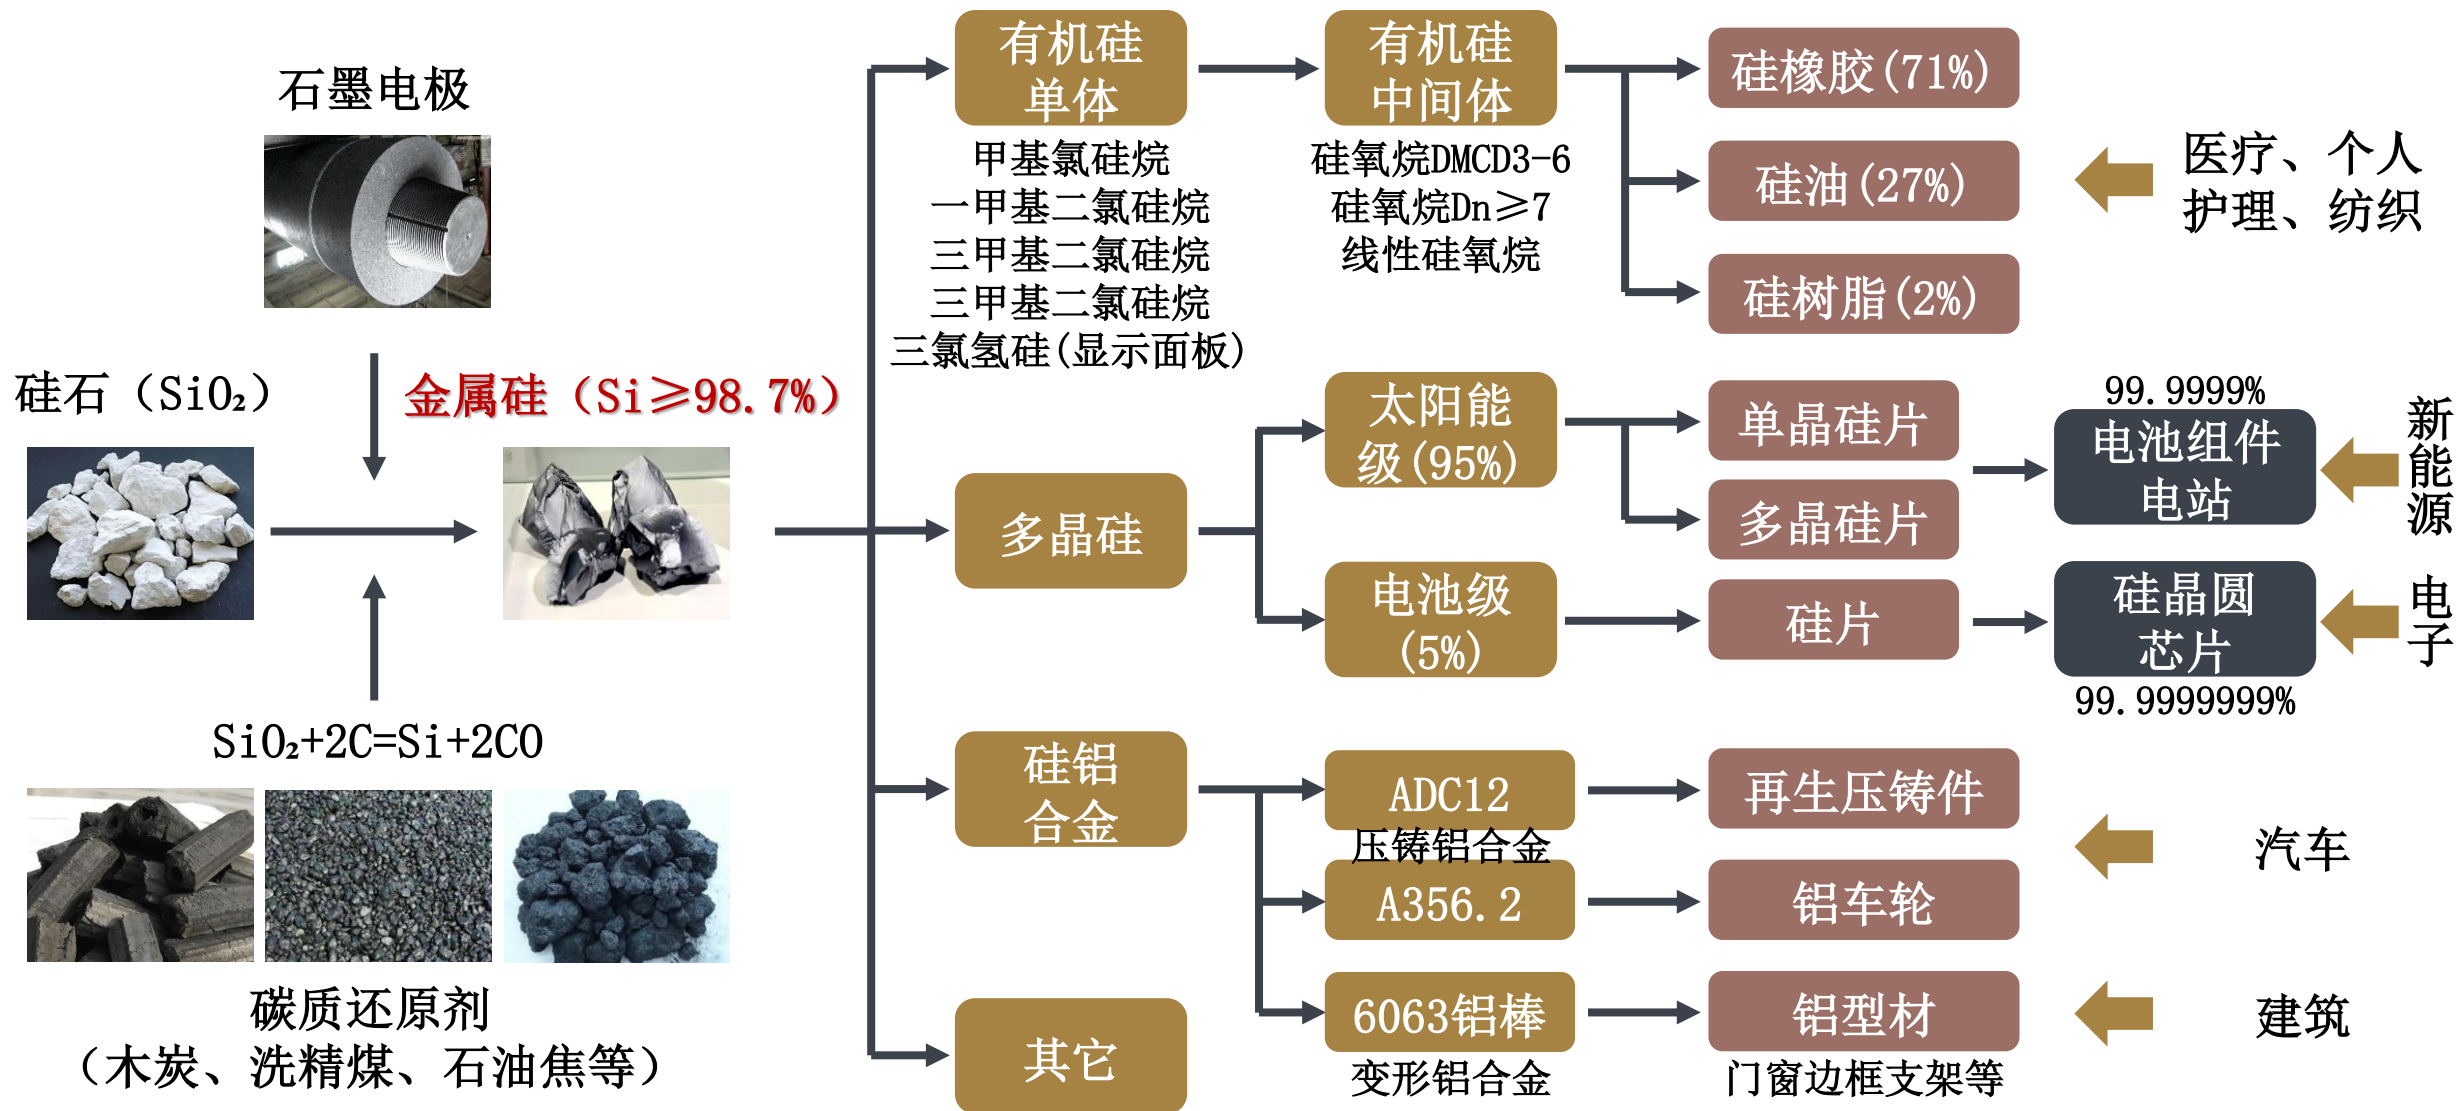 石墨电极
硅石（SiO₂）
金属硅（Si≥98.7%）
SiO₂+2C=Si+2CO
碳质还原剂
（木炭、洗精煤、石油焦等）
有机硅
单体
甲基氯硅烷
一甲基二氯硅烷
三甲基二氯硅烷
三甲基二氯硅烷
三氯氢硅(显示面板)
有机硅
中间体
硅氧烷DMCD3-6
硅氧烷Dn≥7
线性硅氧烷
硅橡胶(71%)
硅油(27%)
硅树脂(2%)
医疗、个人
护理、纺织
多晶硅
太阳能
级(95%)
单晶硅片
多晶硅片
99.9999%
电池组件
电站
新能源
电池级
(5%)
硅片
硅晶圆
芯片
99.9999999%
电子
硅铝
合金
ADC12
压铸铝合金
再生压铸件
A356.2
铝车轮
汽车
6063铝棒
变形铝合金
铝型材
门窗边框支架等
建筑
其它